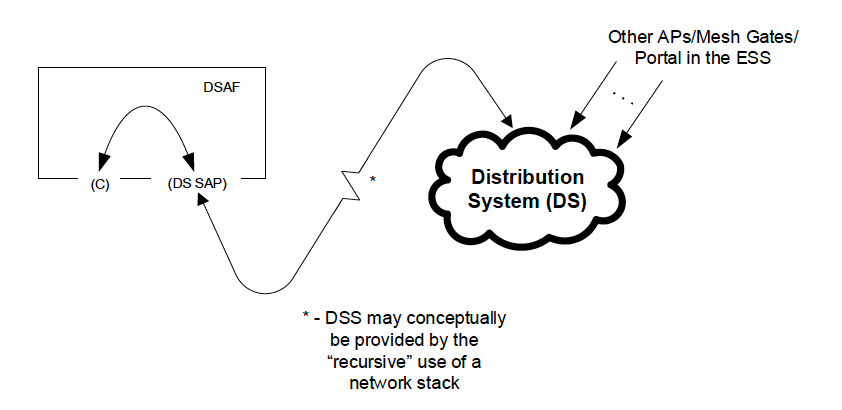 Other APs/Mesh Gates/
Portal in the ESS
. . .
DSAF
(C)
(DS SAP)
*
Distribution
System (DS)
* - DSS may conceptually
be provided by the
“recursive” use of a
network stack